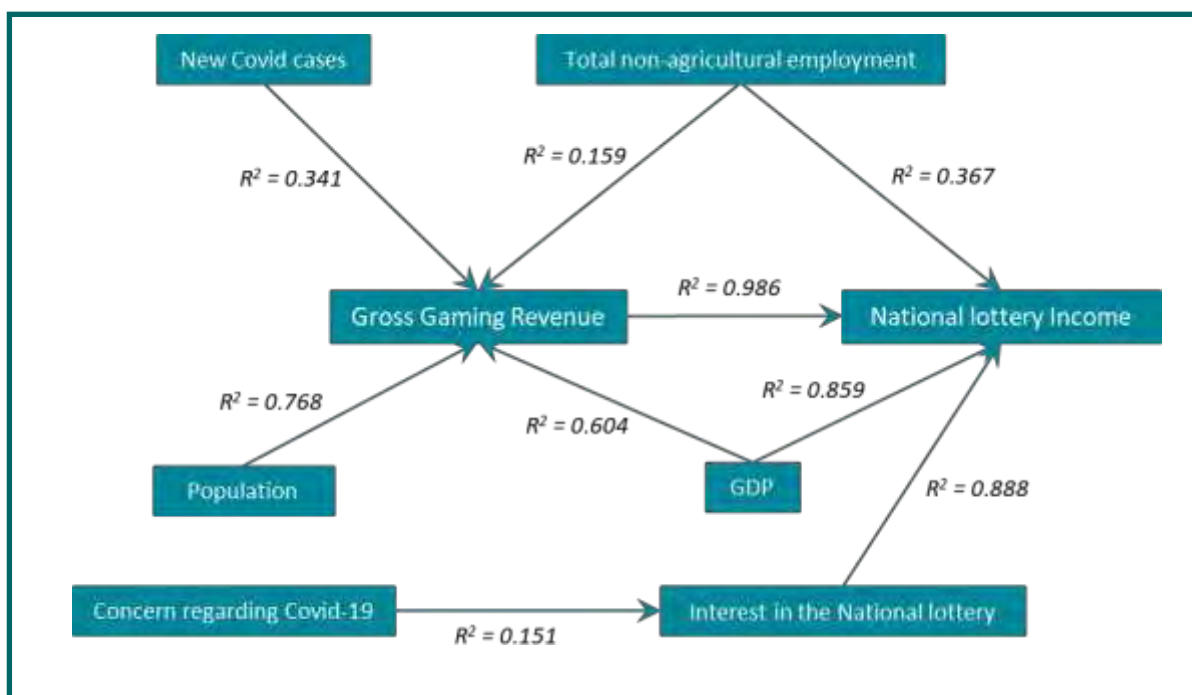 New Covid cases
Total non-agricultural employment
R² = 0.341
R² = 0.159
R² = 0.367
Gross Gaming Revenue
R² = 0.986
National lottery Income
R² = 0.768
R² = 0.604
R² = 0.859
Population
GDP
R² = 0.888
Concern regarding Covid-19
R² = 0.151
Interest in the National lottery